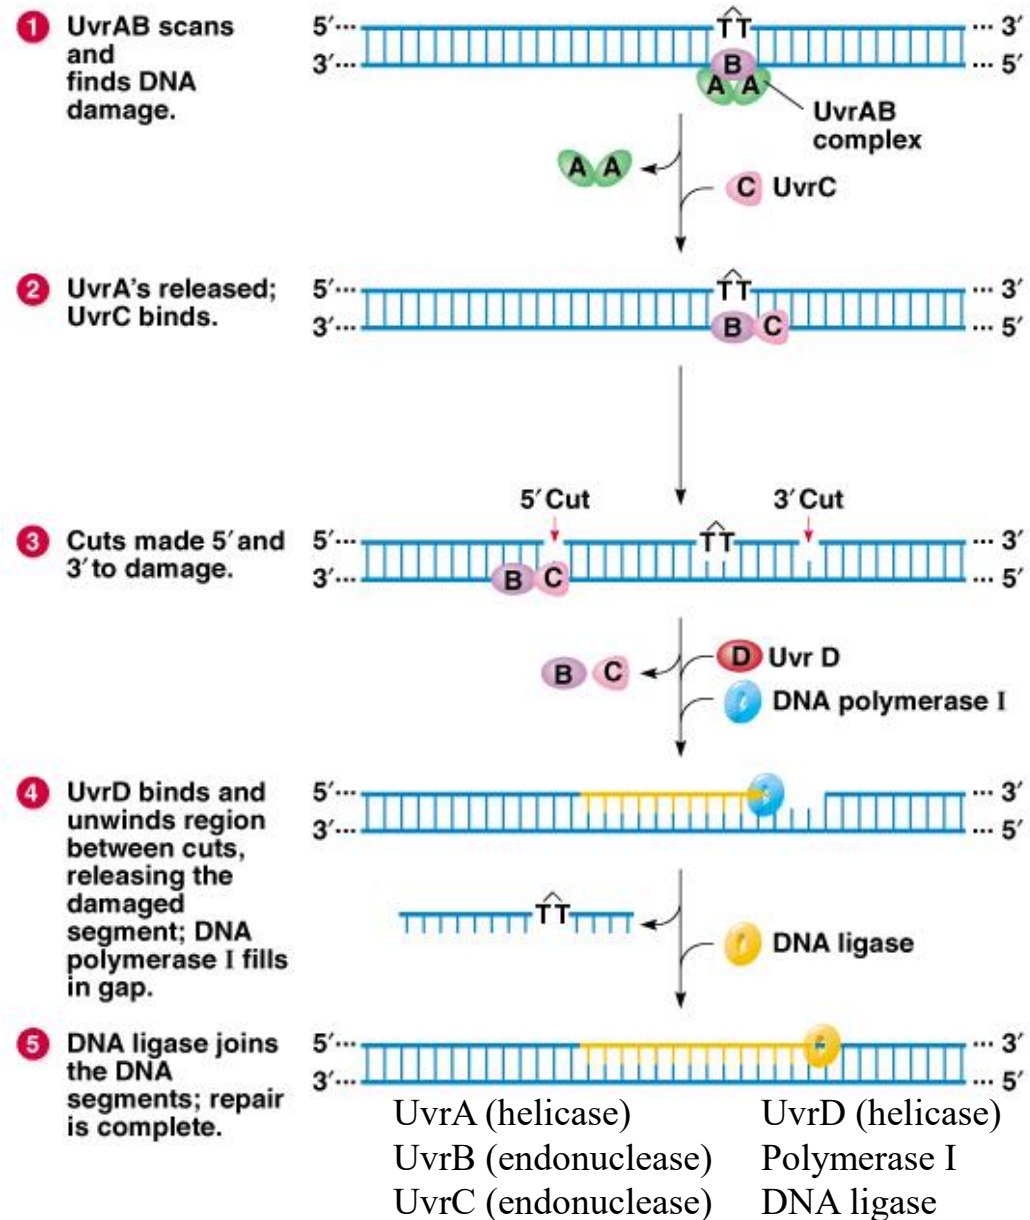 1 UvrAB scans
and
finds DNA
damage.
5′··· T̂T ··· 3′
3′··· B ··· 5′
A A
UvrAB
complex
A A
C UvrC
2 UvrA’s released;
UvrC binds.
5′··· TT ··· 3′
3′··· B C ··· 5′
5′ Cut 3′ Cut
3 Cuts made 5′ and
3′ to damage.
5′··· TT ··· 3′
3′··· B C ··· 5′
B C
D Uvr D
DNA polymerase I
4 UvrD binds and
unwinds region
between cuts,
releasing the
damaged
segment; DNA
polymerase I fills
in gap.
5′··· ··· 3′
3′··· ··· 5′
TT
DNA ligase
5 DNA ligase joins
the DNA
segments; repair
is complete.
5′··· ··· 3′
3′··· ··· 5′
UvrA (helicase) UvrD (helicase)
UvrB (endonuclease) Polymerase I
UvrC (endonuclease) DNA ligase